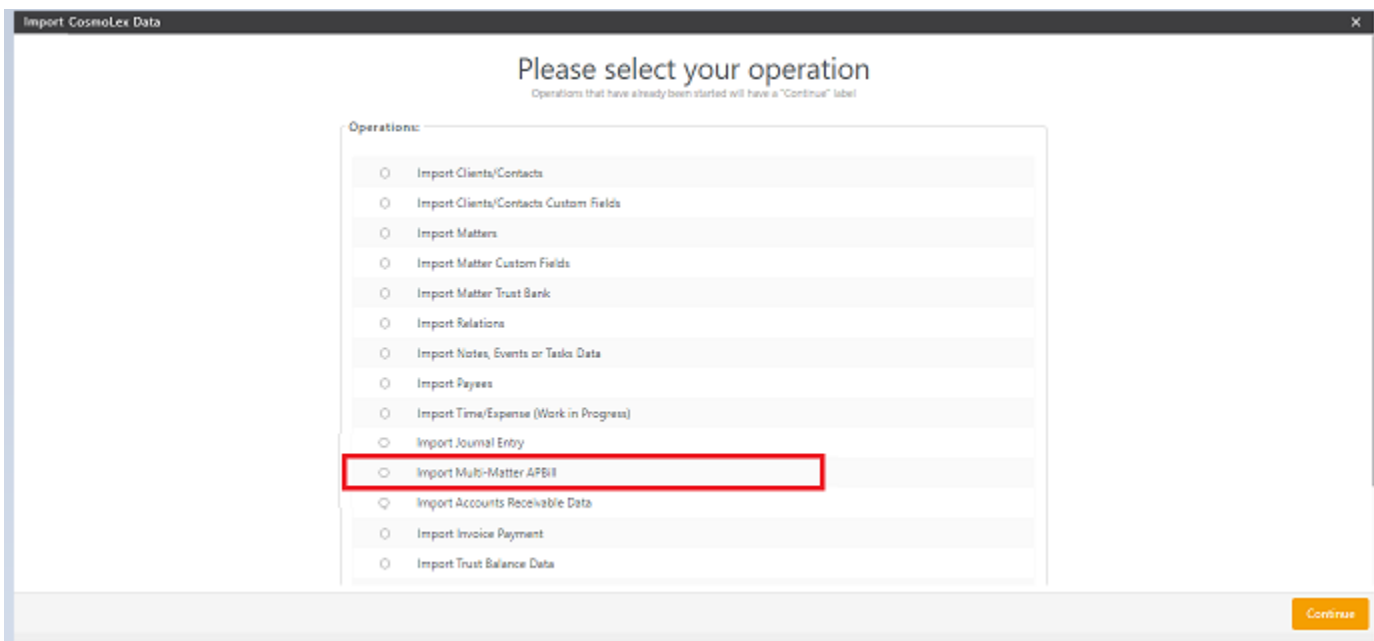 Import CosmoLex Data
Please select your operation
Operations that have already been started will have a "Continue" label
Operations:
Import Clients/Contacts
Import Clients/Contacts Custom Fields
Import Matters
Import Matter Custom Fields
Import Matter Trust Bank
Import Relations
Import Notes, Events or Tasks Data
Import Payees
Import Time/Expense (Work in Progress)
Import Journal Entry
Import Multi-Matter APBill
Import Accounts Receivable Data
Import Invoice Payment
Import Trust Balance Data
Continue